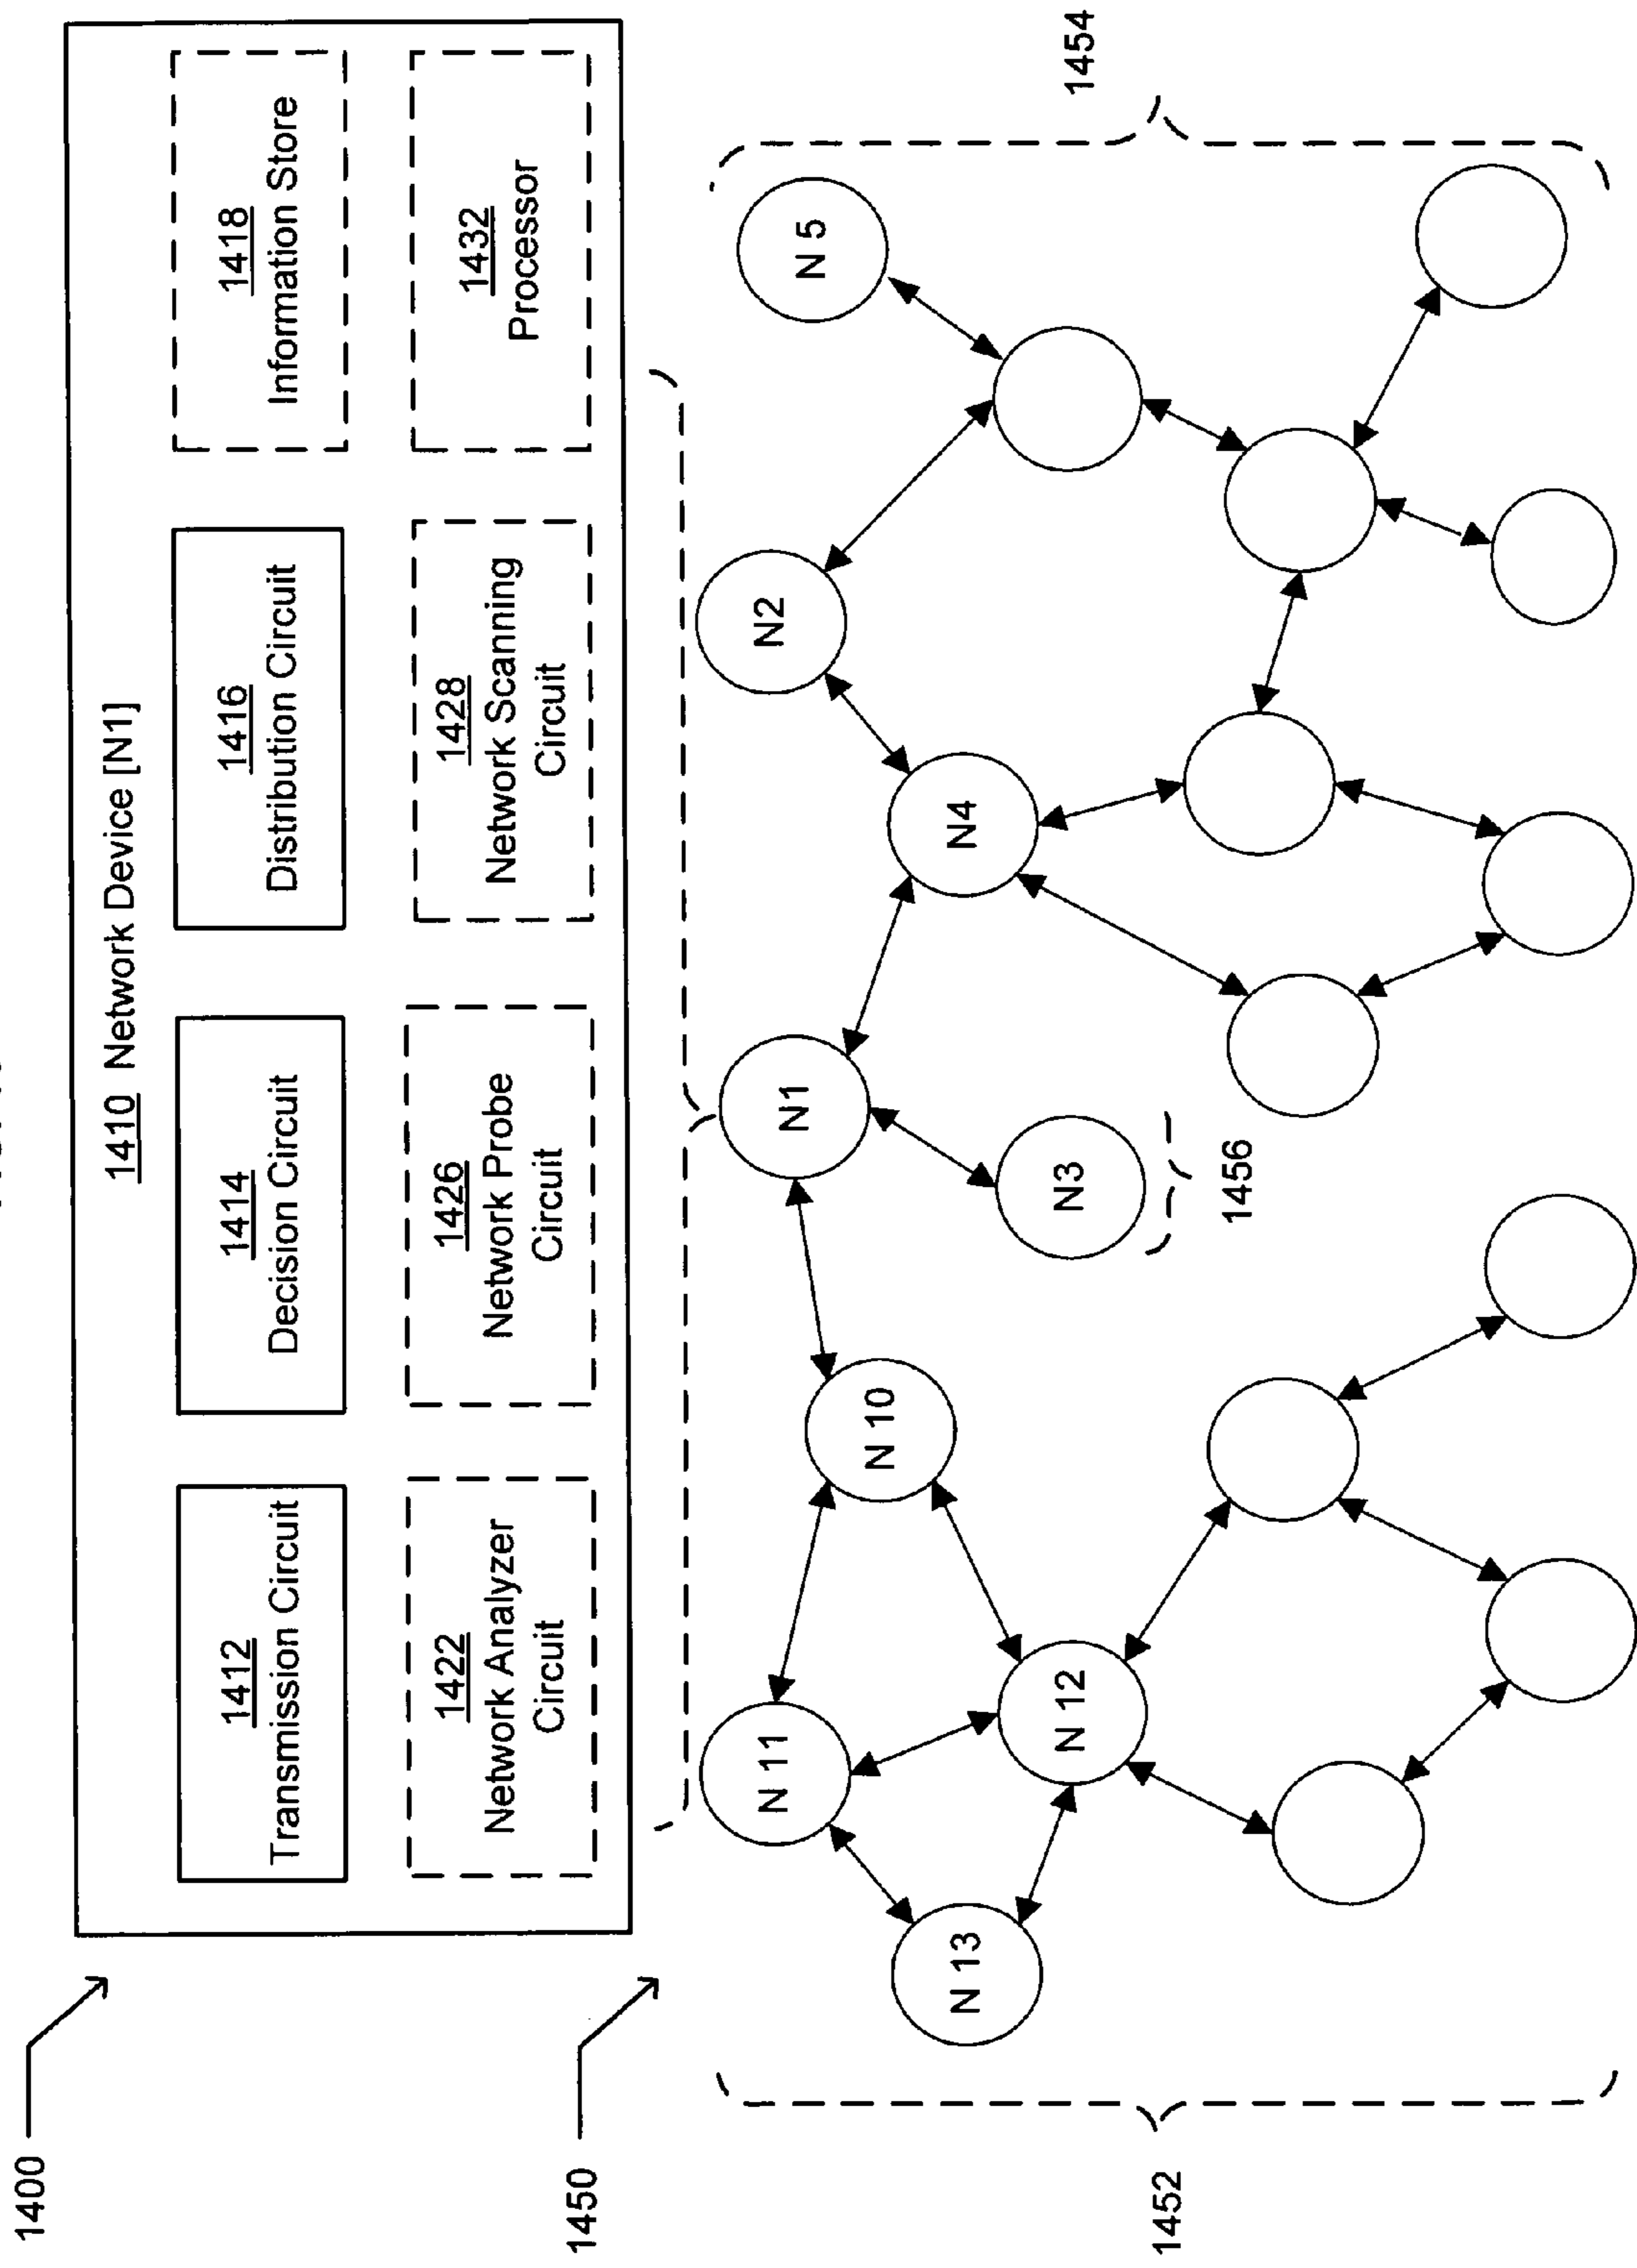 1400
1410 Network Device [N1]
1412
Transmission Circuit
1414
Decision Circuit
1416
Distribution Circuit
1418
Information Store
1422
Network Analyzer
Circuit
1426
Network Probe
Circuit
1428
Network Scanning
Circuit
1432
Processor
1450
N 11
N1
N2
N 5
N 10
N 13
N4
N 12
N3
1452
1456
1454